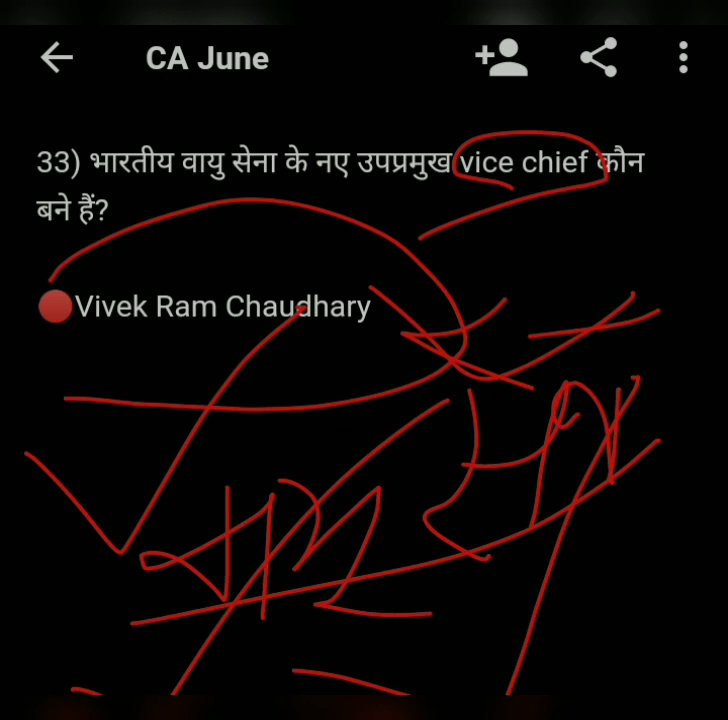 CA June
33) भारतीय वायु सेना के नए उपप्रमुख vice chief कौन
बने हैं?
Vivek Ram Chaudhary